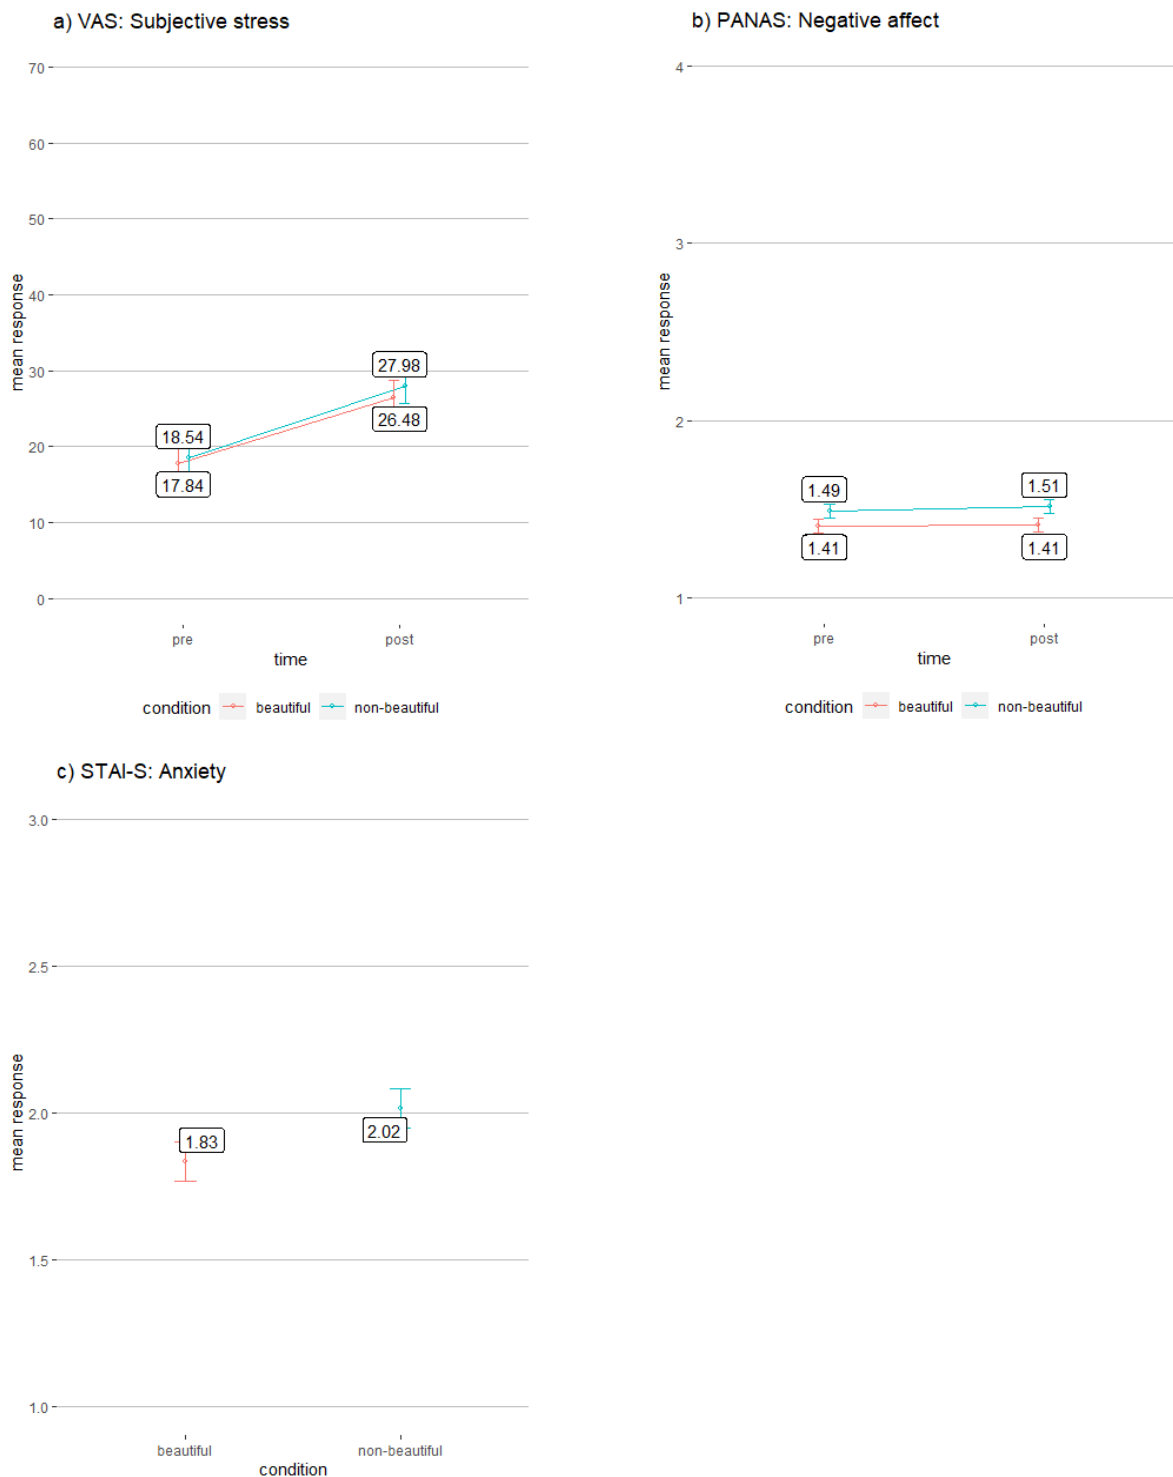 a) VAS: Subjective stress
70
60
50
40
30
20
10
0
mean response
27.98
26.48
18.54
17.84
pre
post
time
condition beautiful non-beautiful
b) PANAS: Negative affect
4
3
2
1
mean response
1.49
1.51
1.41
1.41
pre
post
time
condition beautiful non-beautiful
c) STAI-S: Anxiety
3.0
2.5
2.0
1.5
1.0
mean response
1.83
2.02
beautiful
non-beautiful
condition